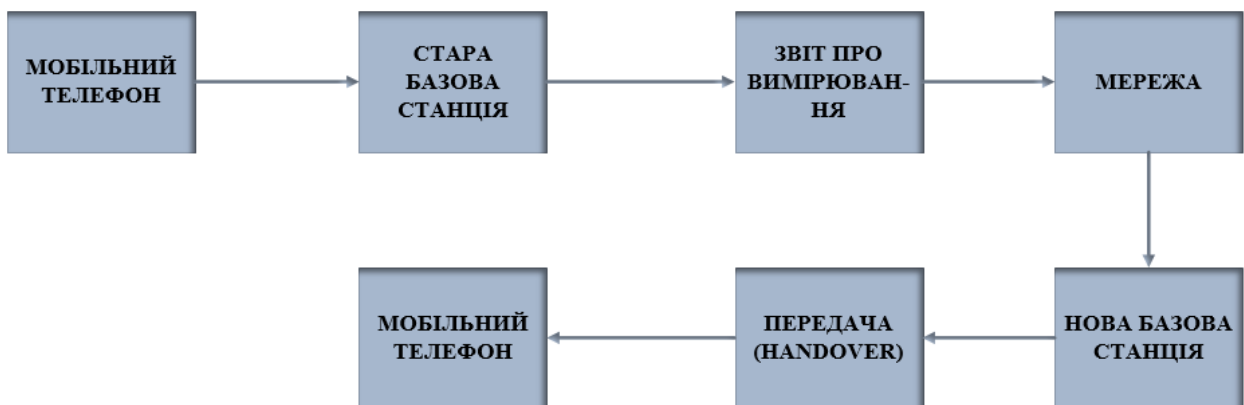 МОБІЛЬНИЙ
ТЕЛЕФОН
СТАРА
БАЗОВА
СТАНЦІЯ
ЗВІТ ПРО
ВИМІРЮВАН-
НЯ
МЕРЕЖА
МОБІЛЬНИЙ
ТЕЛЕФОН
ПЕРЕДАЧА
(HANDOVER)
НОВА БАЗОВА
СТАНЦІЯ